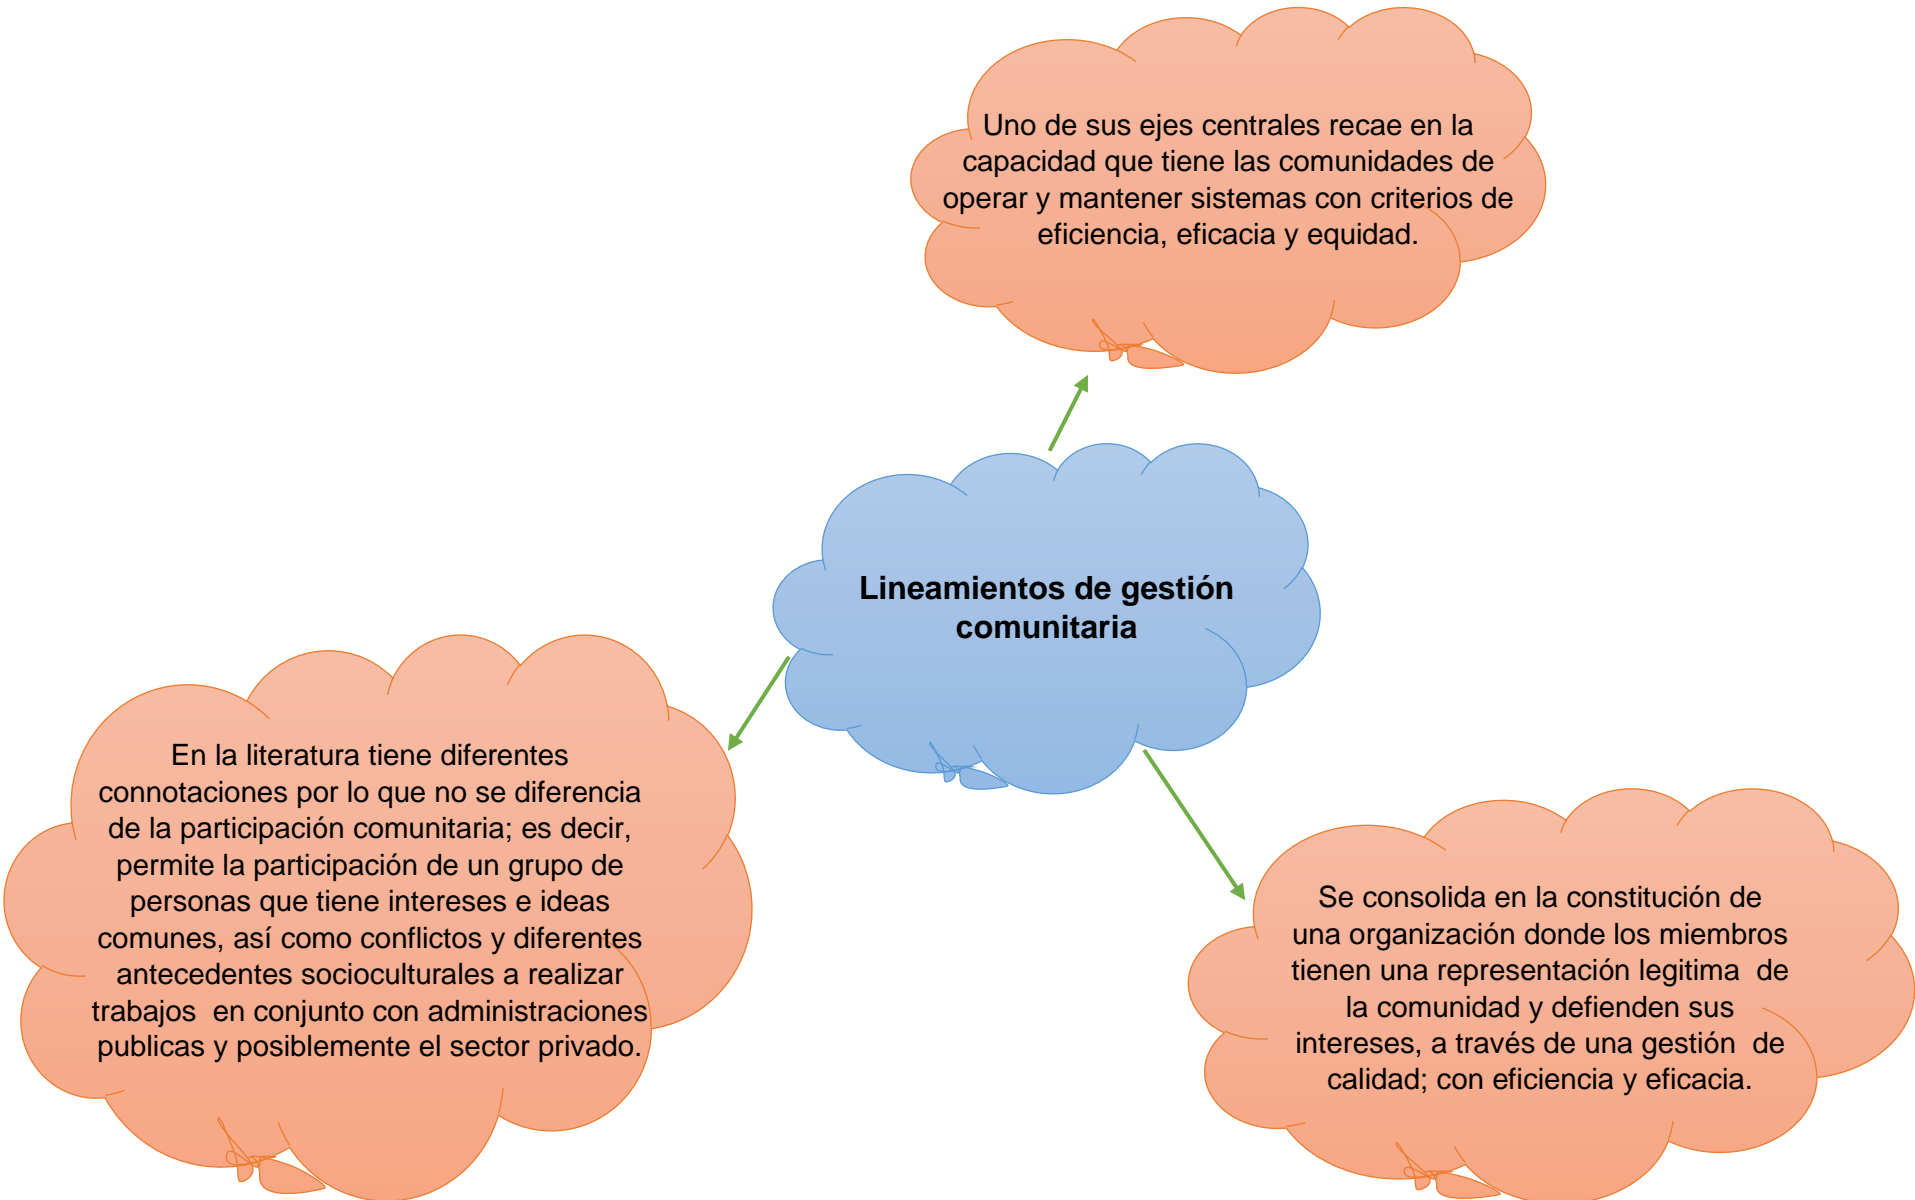 Uno de sus ejes centrales recae en la
capacidad que tiene las comunidades de
operar y mantener sistemas con criterios de
eficiencia, eficacia y equidad.
Lineamientos de gestión
comunitaria
En la literatura tiene diferentes
connotaciones por lo que no se diferencia
de la participación comunitaria; es decir,
permite la participación de un grupo de
personas que tiene intereses e ideas
comunes, así como conflictos y diferentes
antecedentes socioculturales a realizar
trabajos  en conjunto con administraciones
publicas y posiblemente el sector privado.
Se consolida en la constitución de
una organización donde los miembros
tienen una representación legitima  de
la comunidad y defienden sus
intereses, a través de una gestión  de
calidad; con eficiencia y eficacia.